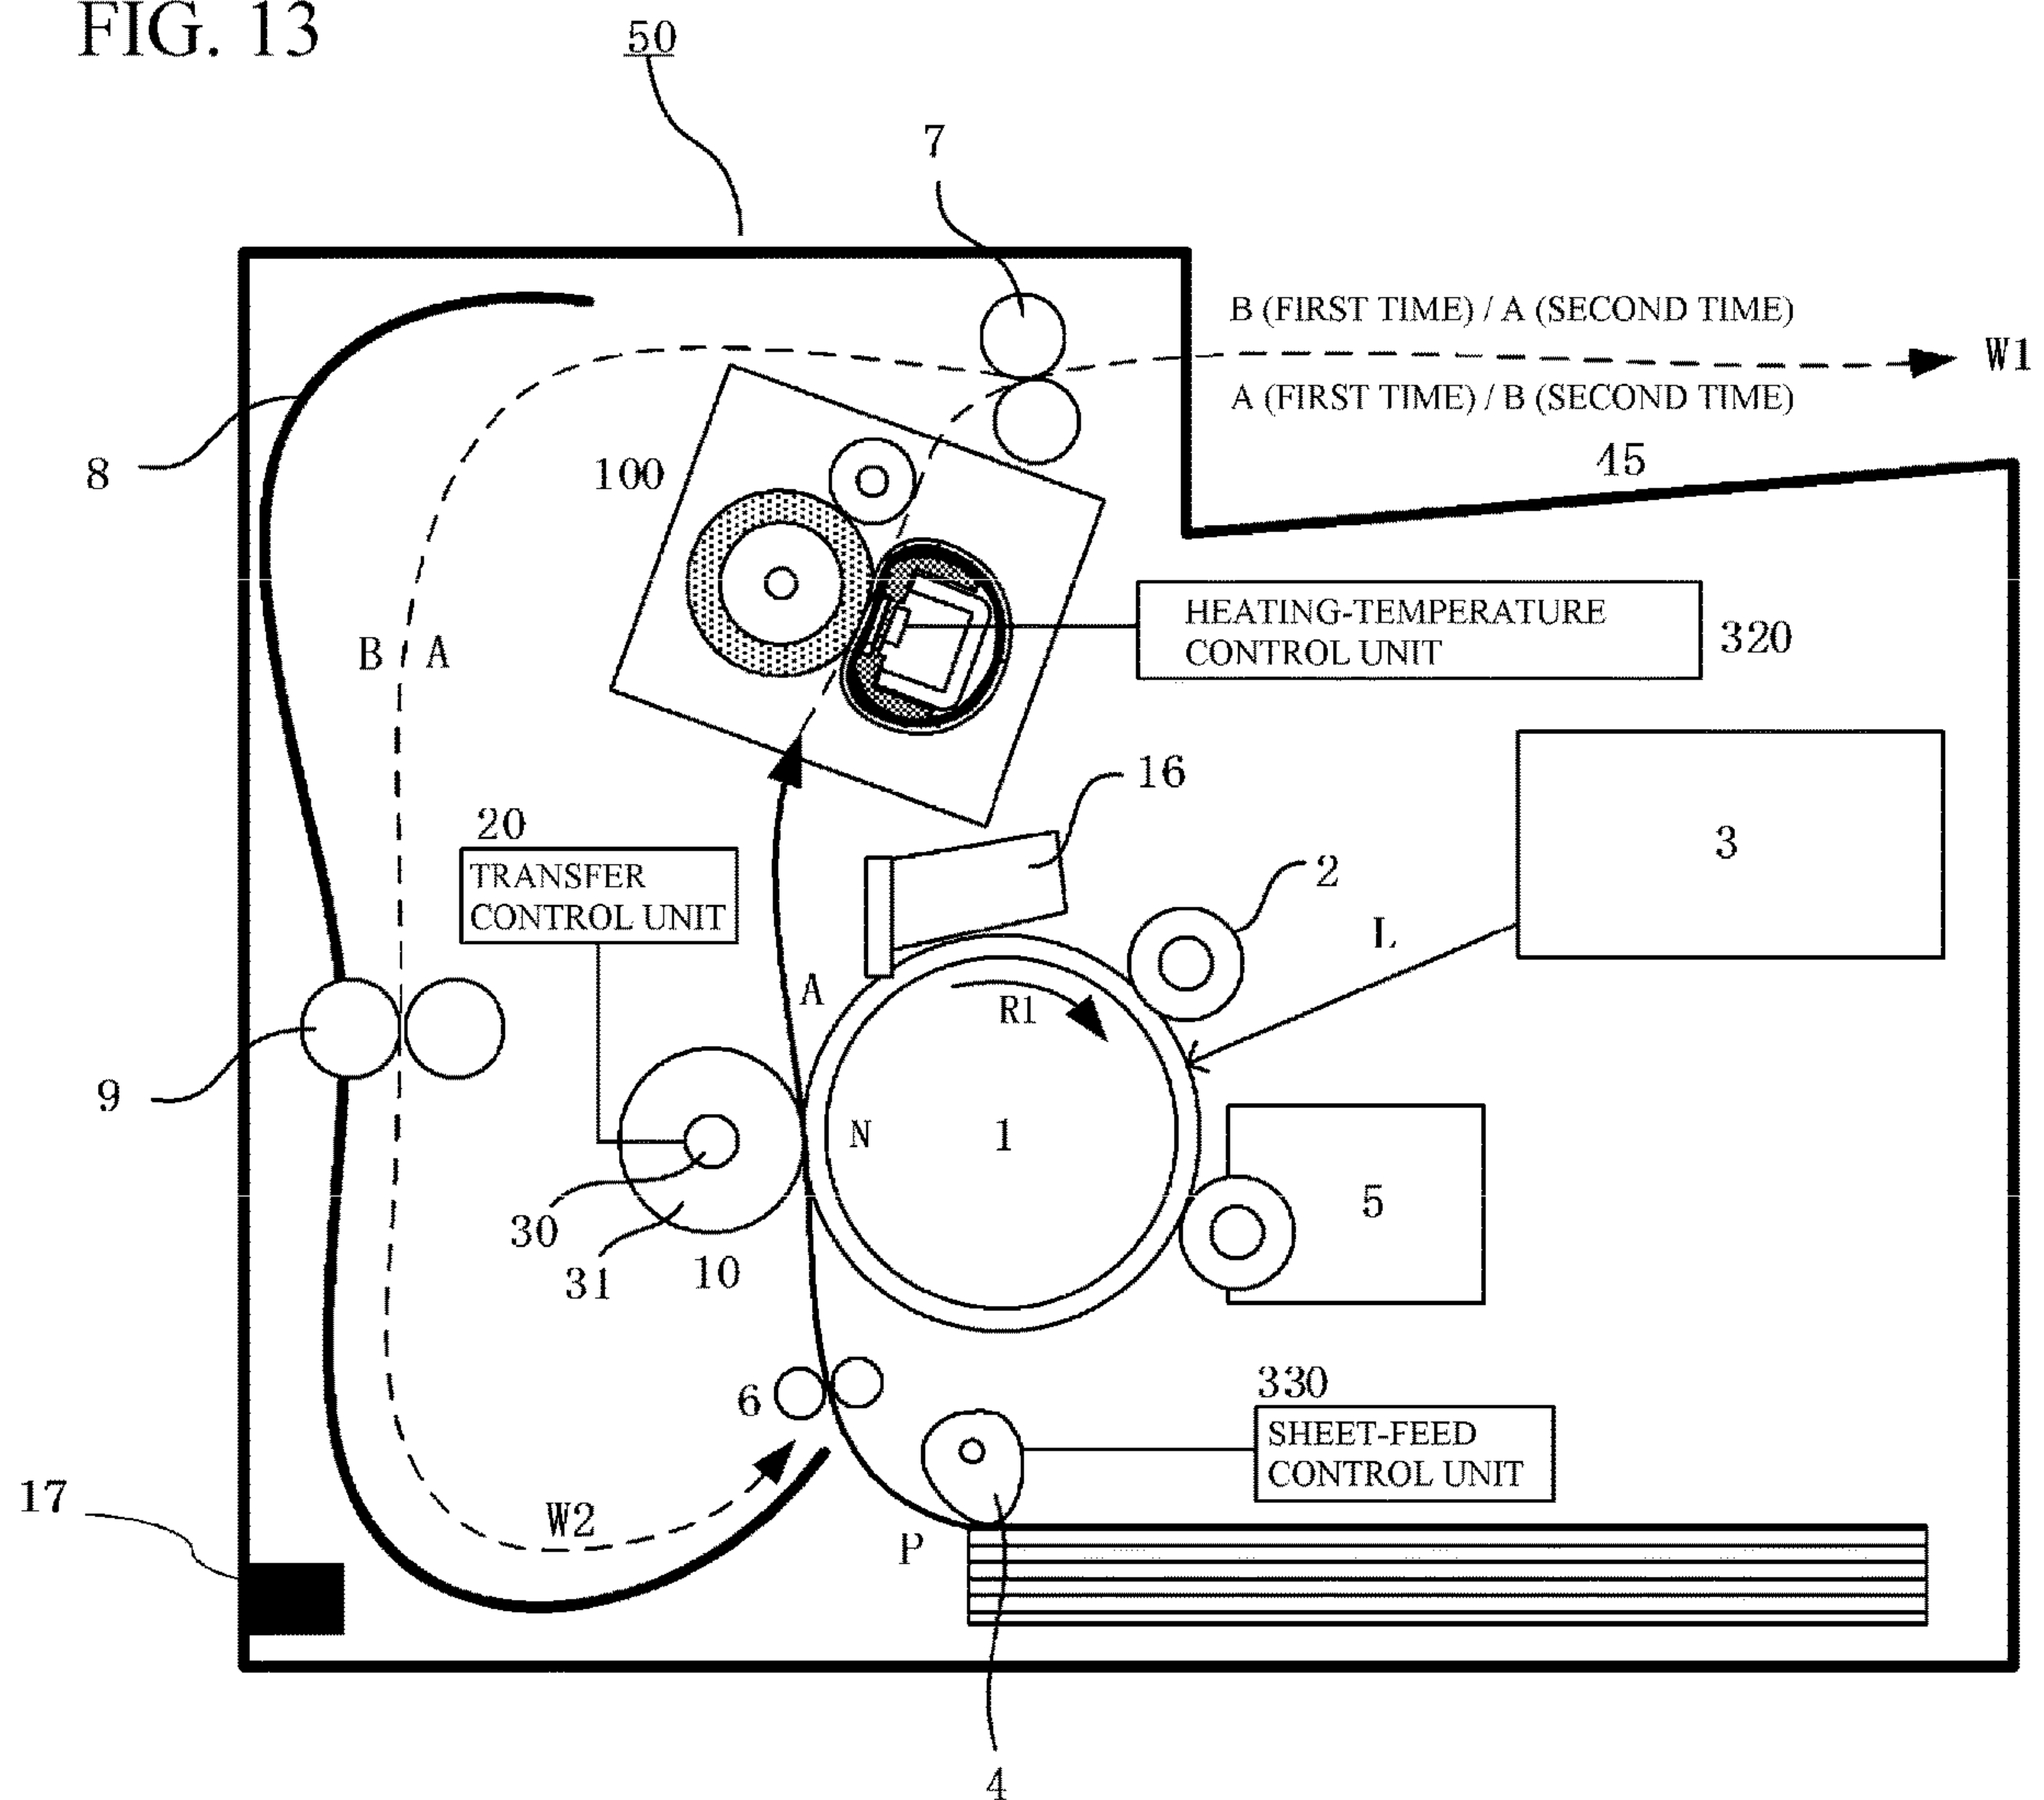 FIG. 13
50
7
B (FIRST TIME) / A (SECOND TIME)
W1
A (FIRST TIME) / B (SECOND TIME)
8
100
45
HEATING-TEMPERATURE
CONTROL UNIT
320
B
A
16
20
TRANSFER
CONTROL UNIT
3
2
L
A
R1
9
N
1
5
30
31
10
6
330
SHEET-FEED
CONTROL UNIT
17
W2
P
4